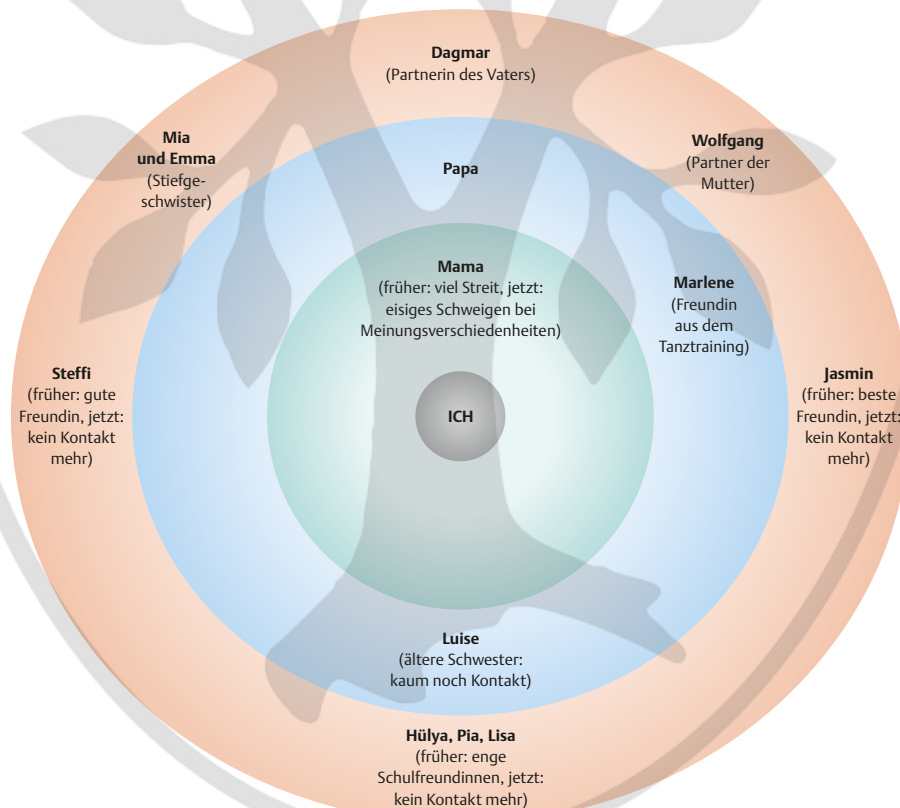 Dagmar
(Partnerin des Vaters)
Mia
und Emma
(Stiefge-
schwister)
Wolfgang
(Partner der
Mutter)
Papa
Mama
(früher: viel Streit, jetzt:
eisiges Schweigen bei
Meinungsverschiedenheiten)
Marlene
(Freundin
aus dem
Tanztraining)
Steffi
(früher: gute
Freundin, jetzt:
kein Kontakt
mehr)
ICH
Jasmin
(früher: beste
Freundin, jetzt:
kein Kontakt
mehr)
Luise
(ältere Schwester:
kaum noch Kontakt)
Hülya, Pia, Lisa
(früher: enge
Schulfreundinnen, jetzt:
kein Kontakt mehr)